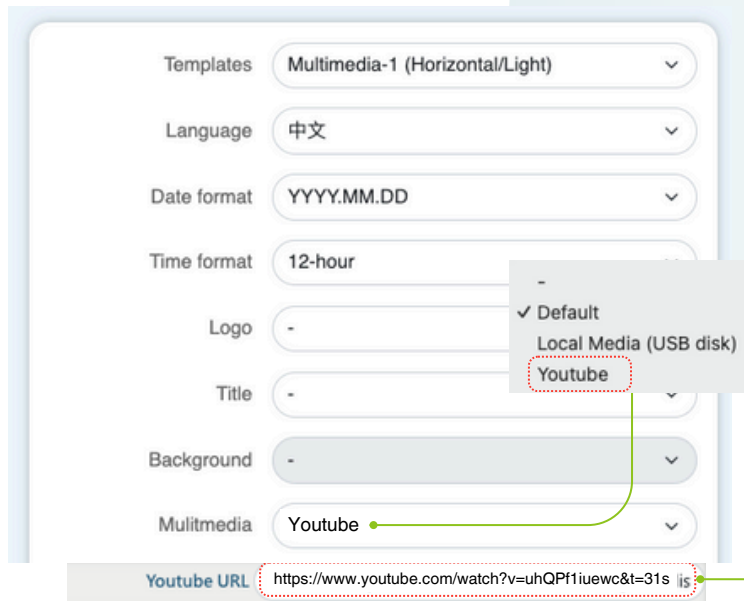 Templates Multimedia-1 (Horizontal/Light)
Language 中文
Date format YYYY.MM.DD
Time format 12-hour
-
✓ Default
Local Media (USB disk)
Youtube
Logo -
Title -
Background -
Mulitmedia Youtube
Youtube URL https://www.youtube.com/watch?v=uhQPf1iuewc&t=31s is